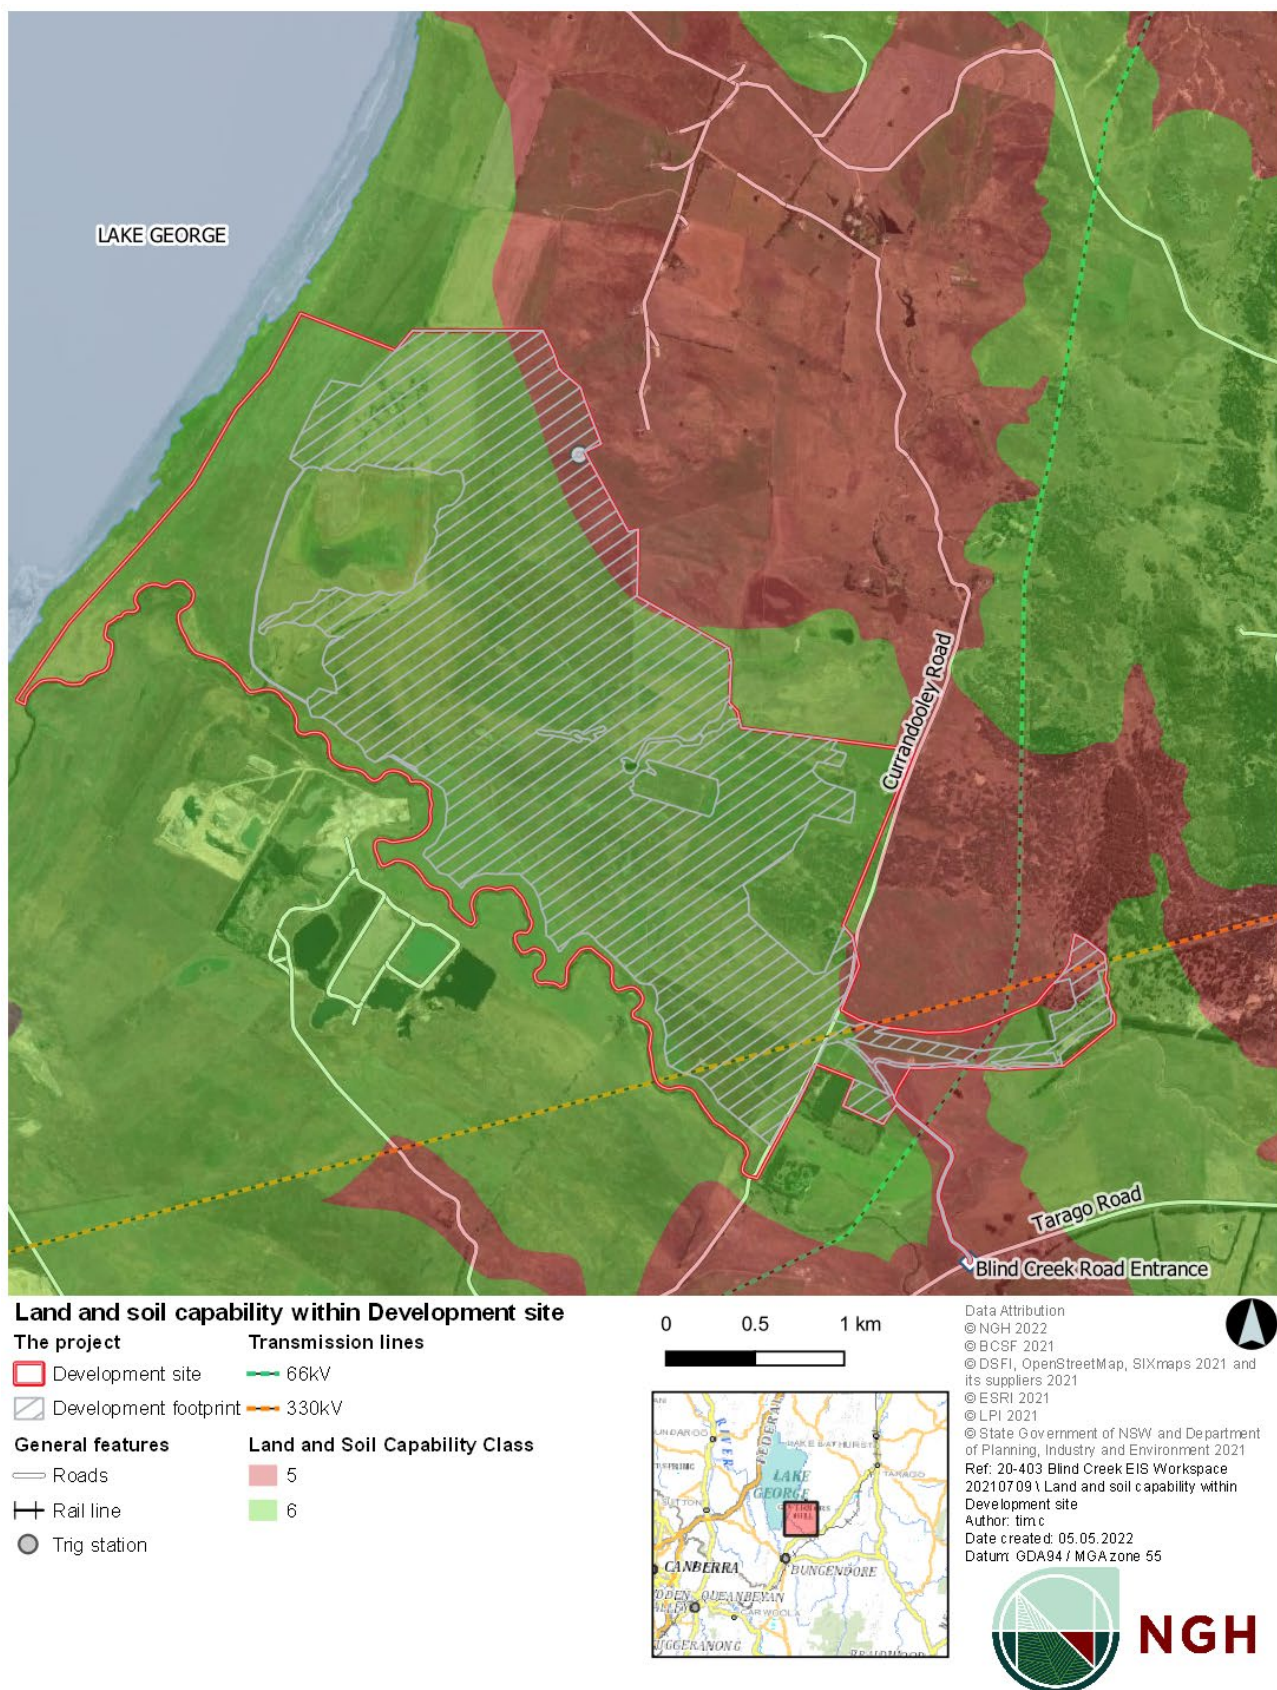 LAKE GEORGE
Currandooley Road
Tarago Road
Blind Creek Road Entrance
Land and soil capability within Development site
The project
Development site
Development footprint
General features
Roads
Rail line
Trig station
Transmission lines
66kV
330kV
Land and Soil Capability Class
5
6
0 0.5 1 km
RIVER
FEDERAL
LAKE
GEORGE
TARAGO
SUTTON
CANBERRA
BUNGENDORE
QUEANBEYAN
CARWOOLA
UGGERANONG
Data Attribution
© NGH 2022
© BCSF 2021
© DSFI, OpenStreetMap, SIXmaps 2021 and
its suppliers 2021
© ESRI 2021
© LPI 2021
© State Government of NSW and Department
of Planning, Industry and Environment 2021
Ref: 20-403 Blind Creek EIS Workspace
20210709 \ Land and soil capability within
Development site
Author: tim.c
Date created: 05.05.2022
Datum: GDA94 / MGA zone 55
NGH